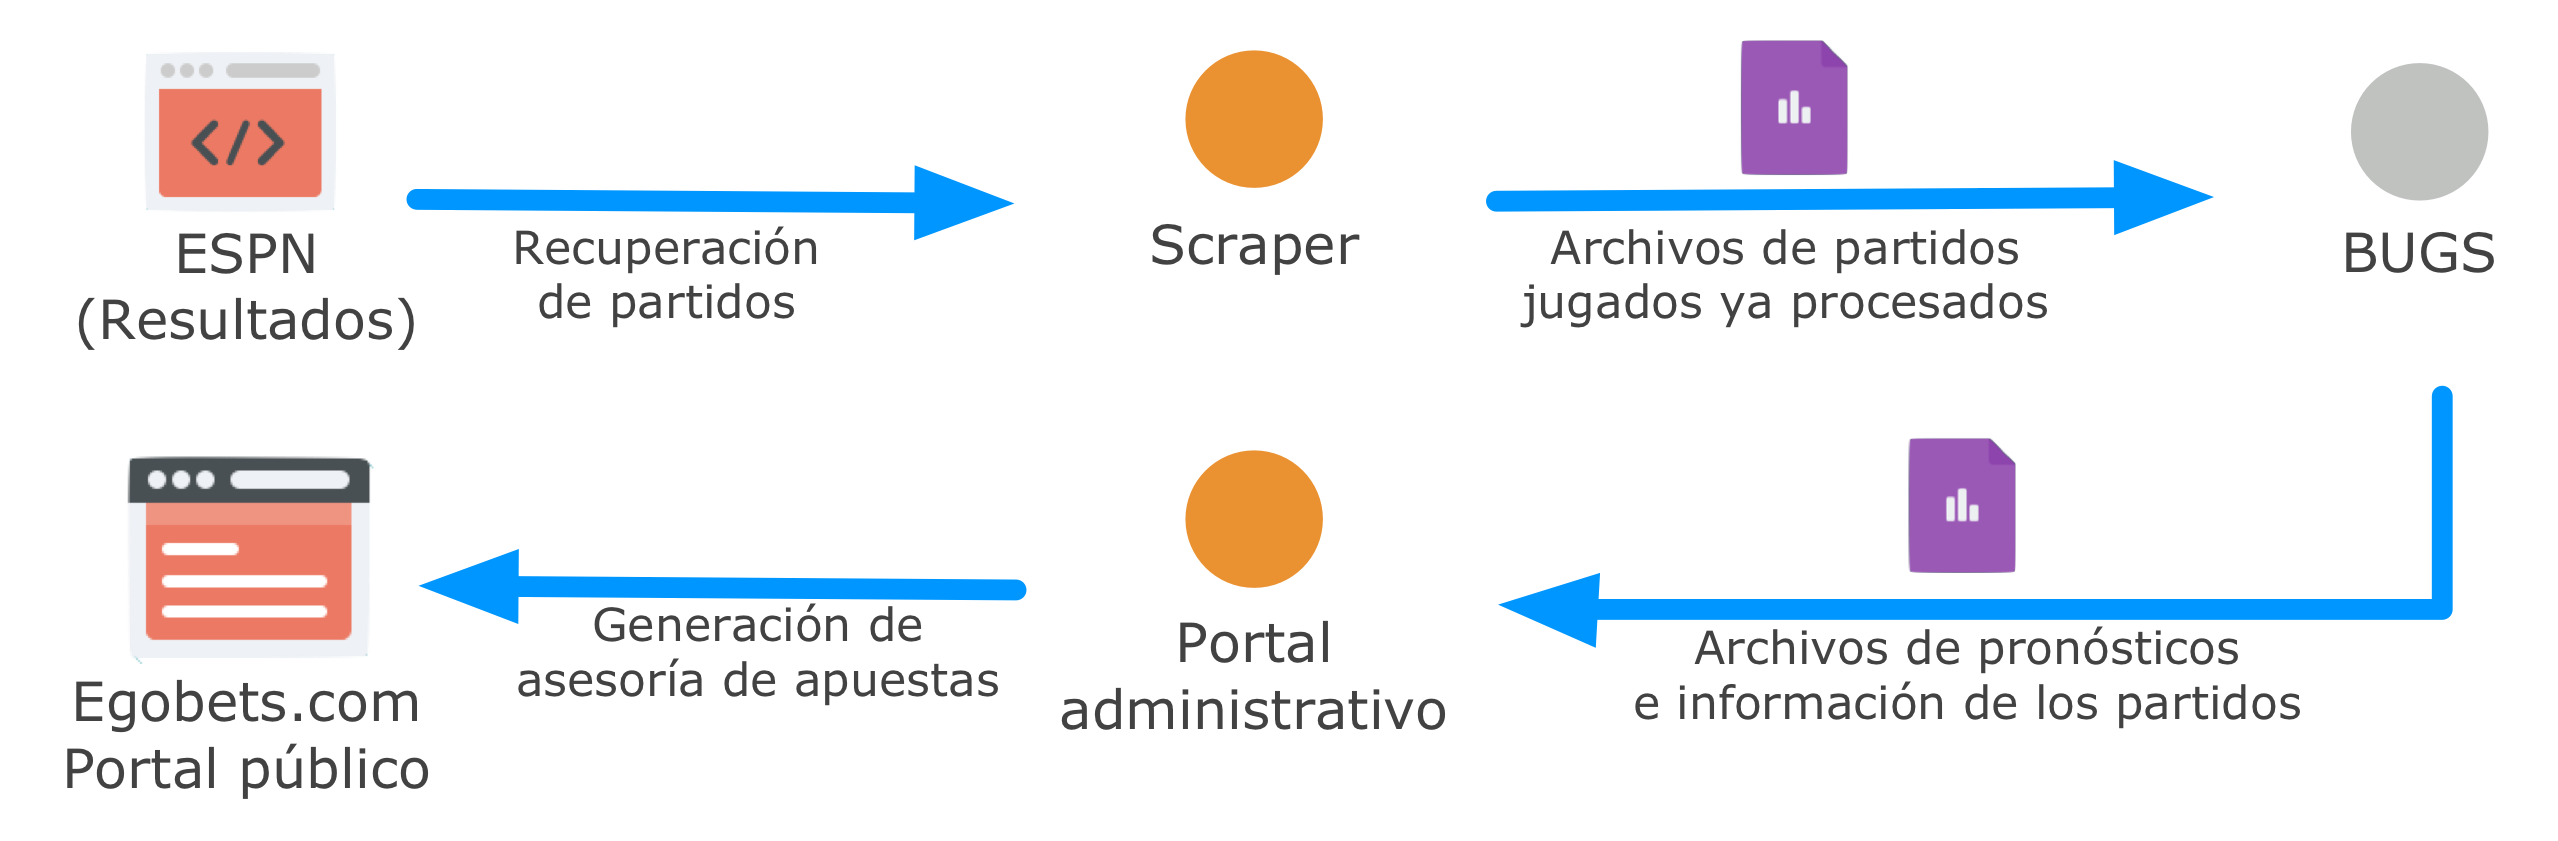 ESPN
(Resultados)
Recuperación
de partidos
Scraper
Archivos de partidos
jugados ya procesados
BUGS
Egobets.com
Portal público
Generación de
asesoría de apuestas
Portal
administrativo
Archivos de pronósticos
e información de los partidos